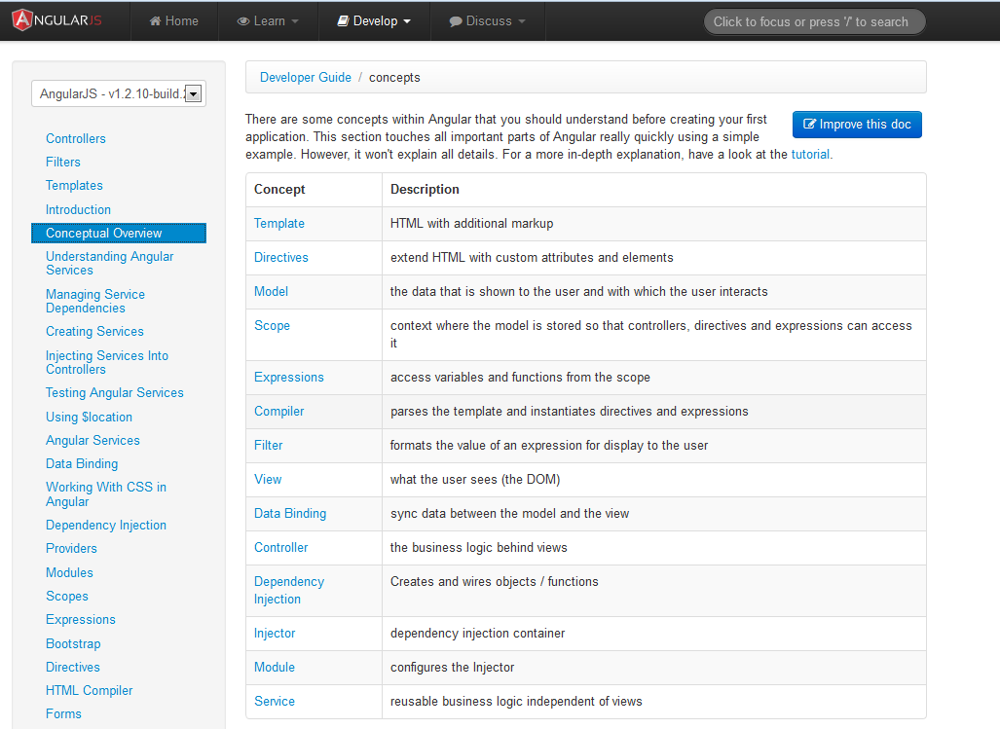 ANGULARJS Home Learn Develop Discuss Click to focus or press '/' to search
AngularJS - v1.2.10-build.
Controllers
Filters
Templates
Introduction
Conceptual Overview
Understanding Angular
Services
Managing Service
Dependencies
Creating Services
Injecting Services Into
Controllers
Testing Angular Services
Using $location
Angular Services
Data Binding
Working With CSS in
Angular
Dependency Injection
Providers
Modules
Scopes
Expressions
Bootstrap
Directives
HTML Compiler
Forms
Developer Guide / concepts
Improve this doc
There are some concepts within Angular that you should understand before creating your first
application. This section touches all important parts of Angular really quickly using a simple
example. However, it won't explain all details. For a more in-depth explanation, have a look at the tutorial.
Concept Description
Template HTML with additional markup
Directives extend HTML with custom attributes and elements
Model the data that is shown to the user and with which the user interacts
Scope context where the model is stored so that controllers, directives and expressions can access
it
Expressions access variables and functions from the scope
Compiler parses the template and instantiates directives and expressions
Filter formats the value of an expression for display to the user
View what the user sees (the DOM)
Data Binding sync data between the model and the view
Controller the business logic behind views
Dependency Creates and wires objects / functions
Injection
Injector dependency injection container
Module configures the Injector
Service reusable business logic independent of views